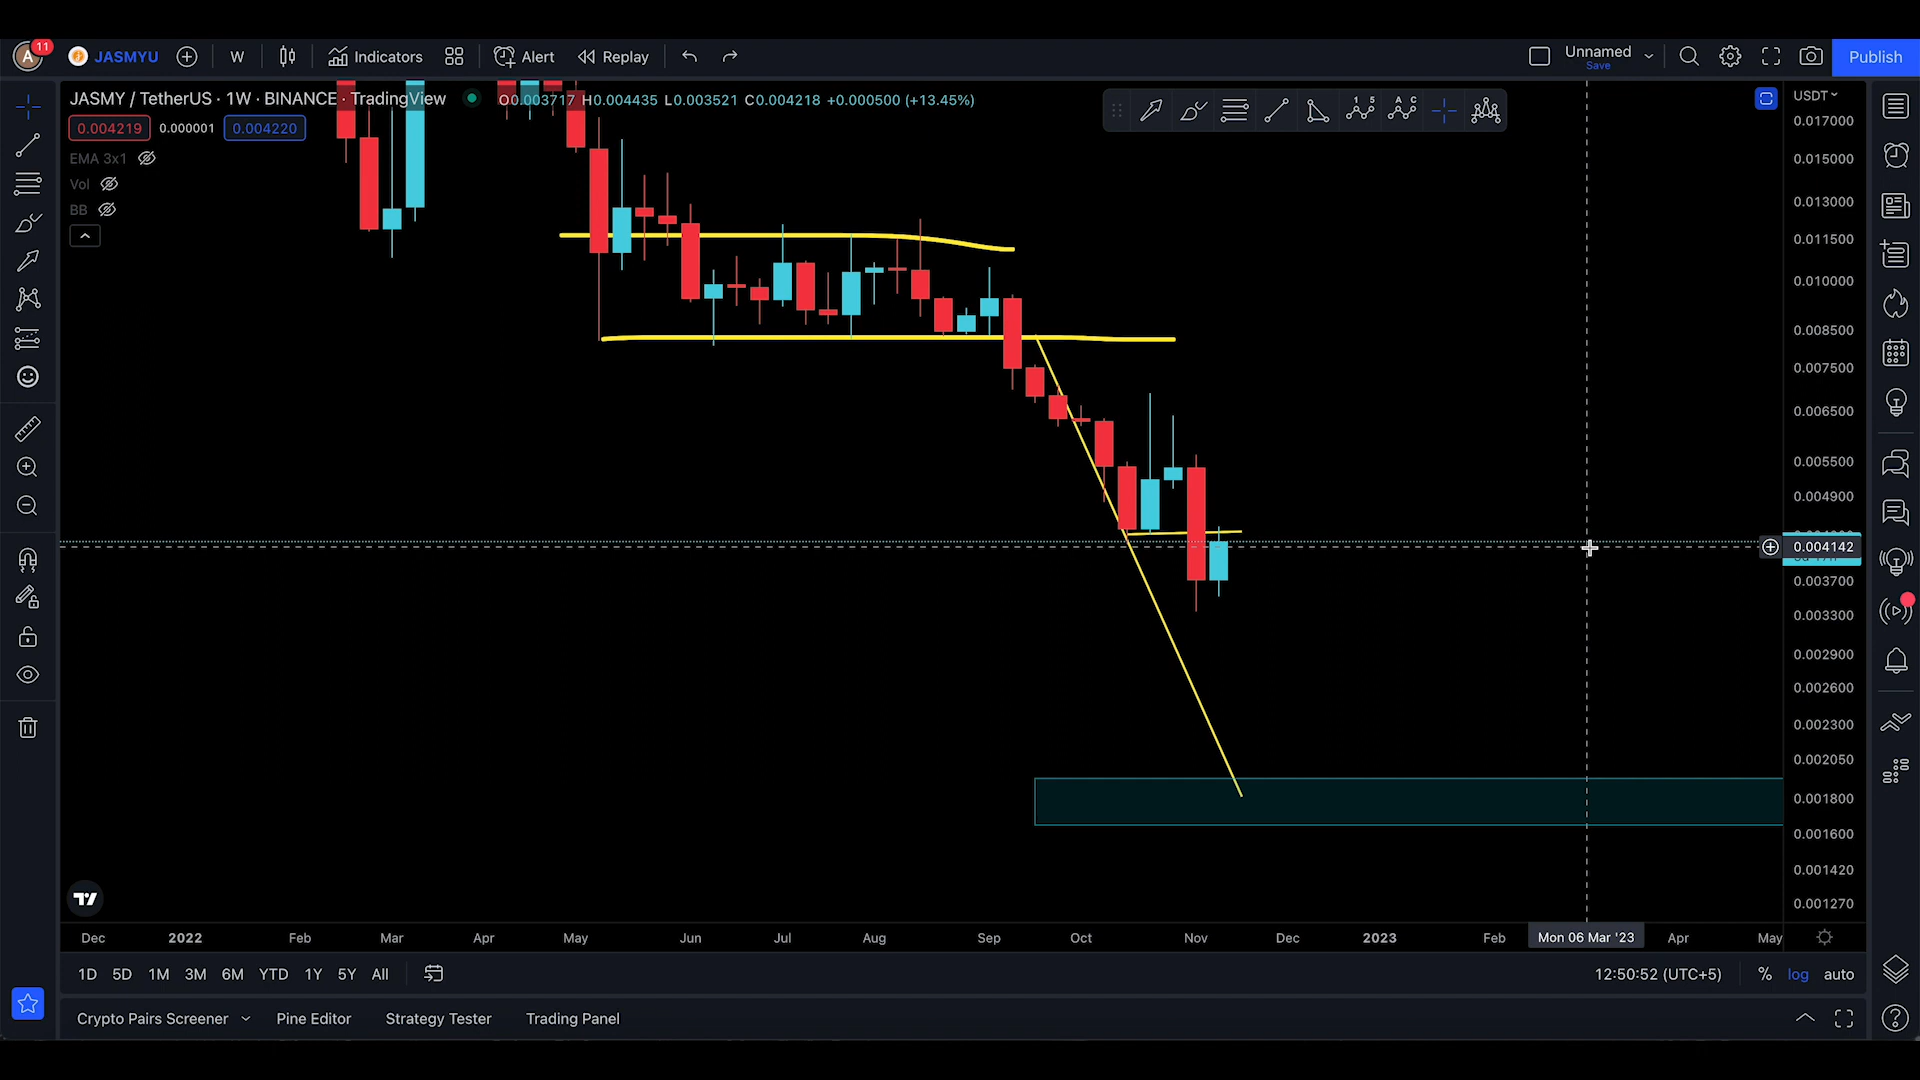 A 11 JASMYU W Indicators Alert Replay Unnamed Save Publish
JASMY / TetherUS · 1W · BINANCE · TradingView O0.003717 H0.004435 L0.003521 C0.004218 +0.000500 (+13.45%)
0.004219 0.000001 0.004220
EMA 3x1
Vol
BB
1 5
A C
USDT
0.017000
0.015000
0.013000
0.011500
0.010000
0.008500
0.007500
0.006500
0.005500
0.004900
0.004142
0.003700
0.003300
0.002900
0.002600
0.002300
0.002050
0.001800
0.001600
0.001420
0.001270
Dec 2022 Feb Mar Apr May Jun Jul Aug Sep Oct Nov Dec 2023 Feb Mon 06 Mar '23 Apr May
1D 5D 1M 3M 6M YTD 1Y 5Y All 12:50:52 (UTC+5) % log auto
Crypto Pairs Screener Pine Editor Strategy Tester Trading Panel